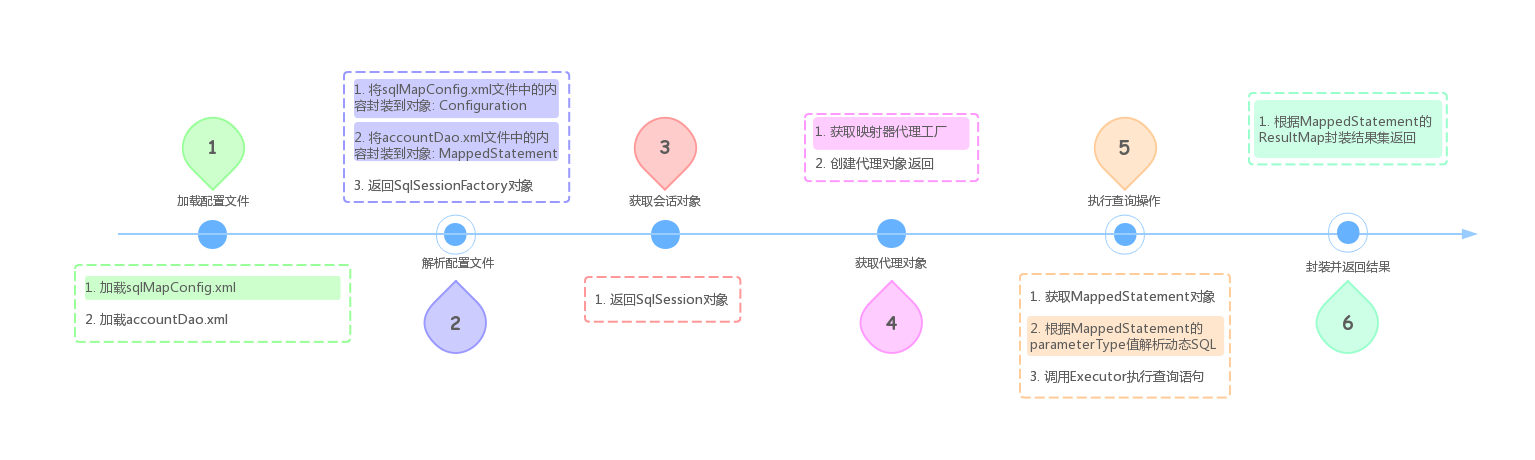 1
加载配置文件
1. 加载sqlMapConfig.xml
2. 加载accountDao.xml
1. 将sqlMapConfig.xml文件中的内
容封装到对象: Configuration
2. 将accountDao.xml文件中的内
容封装到对象: MappedStatement
3. 返回SqlSessionFactory对象
解析配置文件
2
3
获取会话对象
1. 返回SqlSession对象
1. 获取映射器代理工厂
2. 创建代理对象返回
获取代理对象
4
5
执行查询操作
1. 获取MappedStatement对象
2. 根据MappedStatement的
parameterType值解析动态SQL
3. 调用Executor执行查询语句
1. 根据MappedStatement的
ResultMap封装结果集返回
封装并返回结果
6